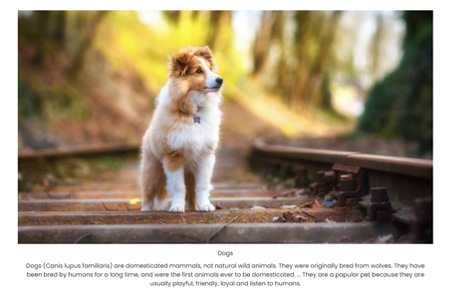 Dogs
Dogs (Canis lupus familiaris) are domesticated mammals, not natural wild animals. They were originally bred from wolves. They have
been bred by humans for a long time, and were the first animals ever to be domesticated. ... They are a popular pet because they are
usually playful, friendly, loyal and listen to humans.